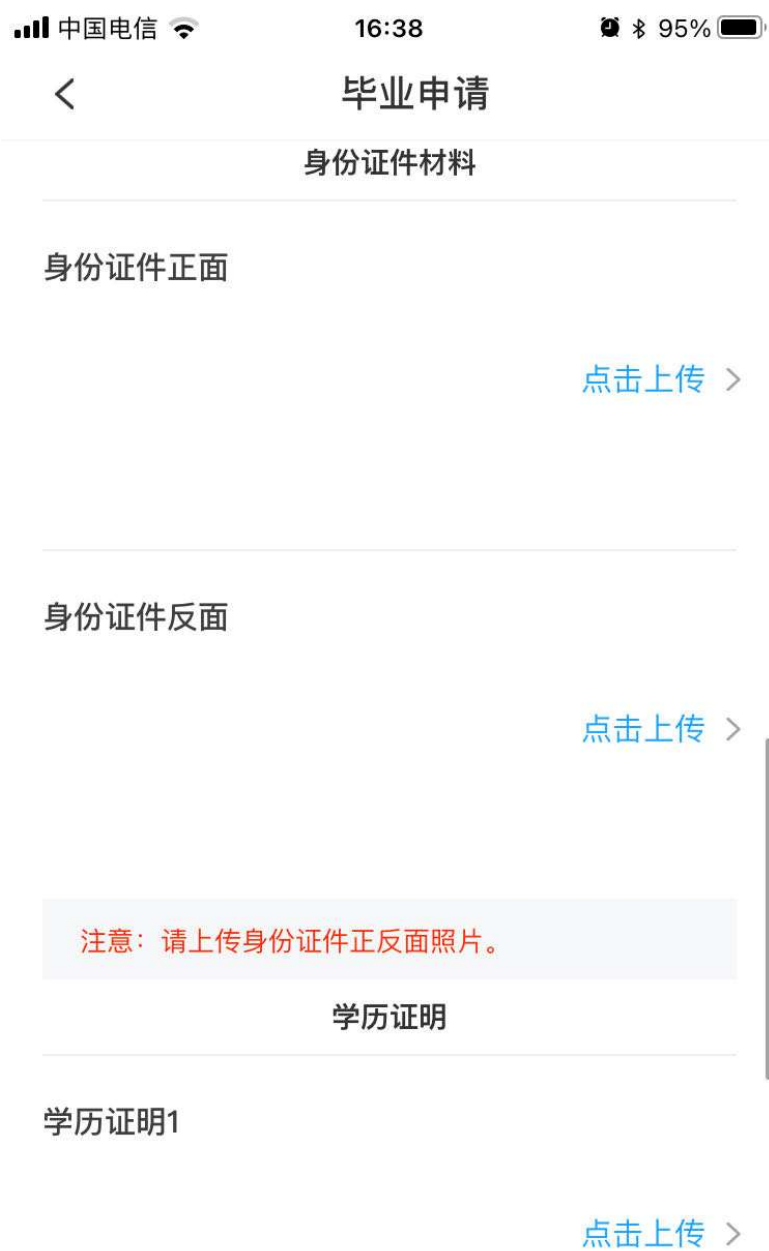 中国电信 16:38 95%
毕业申请
身份证件材料
身份证件正面
点击上传
身份证件反面
点击上传
注意：请上传身份证件正反面照片。
学历证明
学历证明1
点击上传